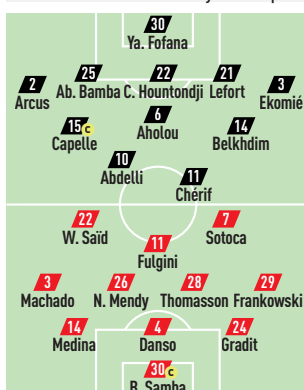 30
Ya. Fofana
2 25 22 21 3
Arcus Ab. Bamba C. Hountondji Lefort Ekomié
15 c 6 14
Capelle Aholou Belkhdim
10 11
Abdelli Chérif
22 7
W. Saïd Sotoca
11
Fulgini
3 26 28 29
Machado N. Mendy Thomasson Frankowski
14 4 24
Medina Danso Gradit
30 c
B. Samba